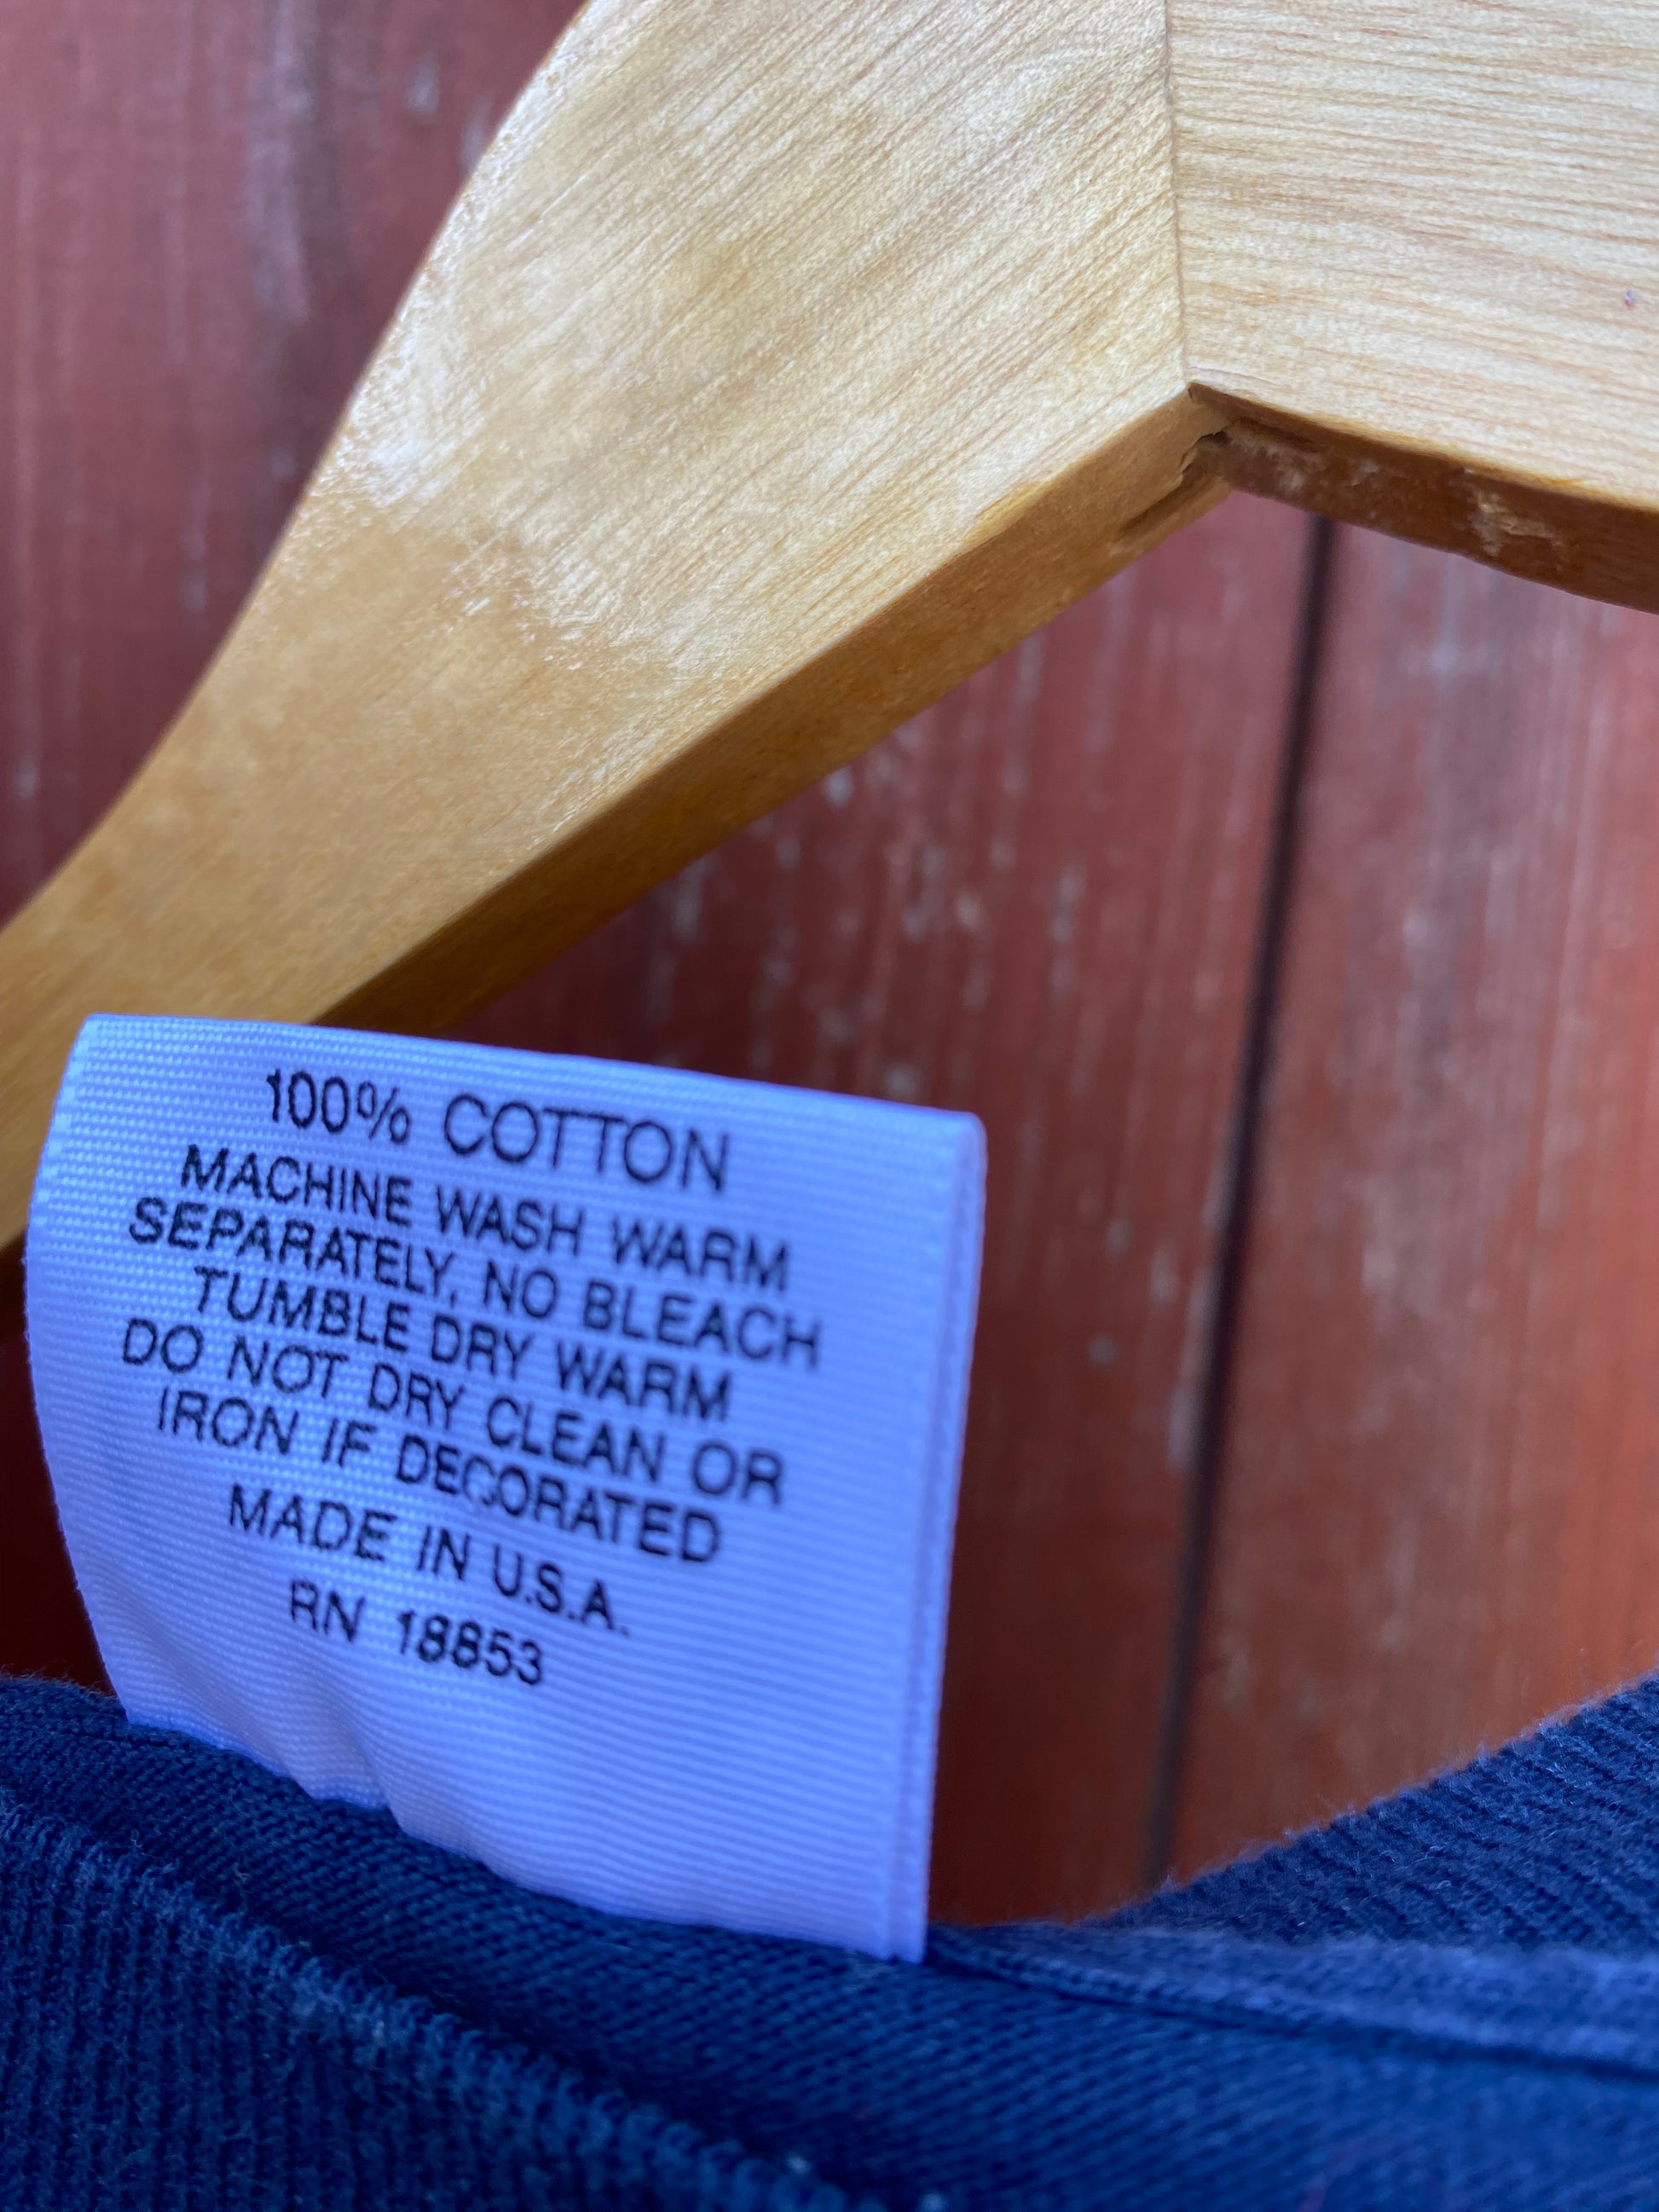 100% COTTON
MACHINE WASH WARM
SEPARATELY, NO BLEACH
TUMBLE DRY WARM
DO NOT DRY CLEAN OR
IRON IF DECORATED
MADE IN U.S.A.
RN 18853